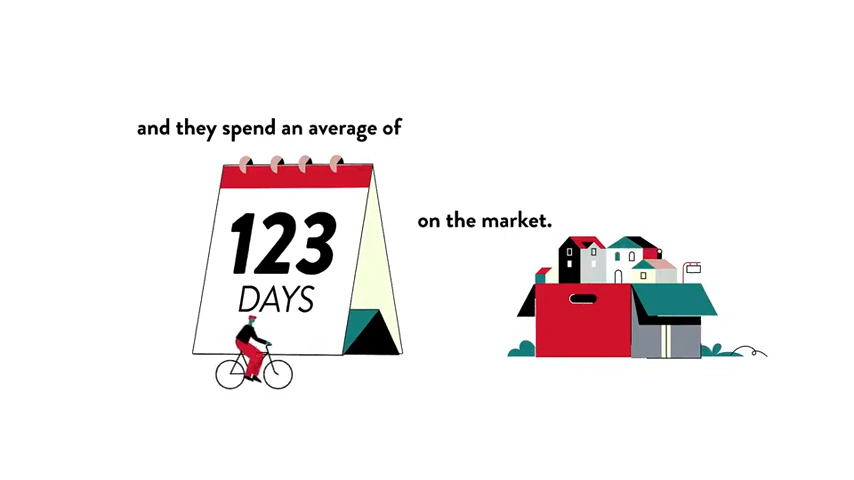 and they spend an average of
123
DAYS
on the market.